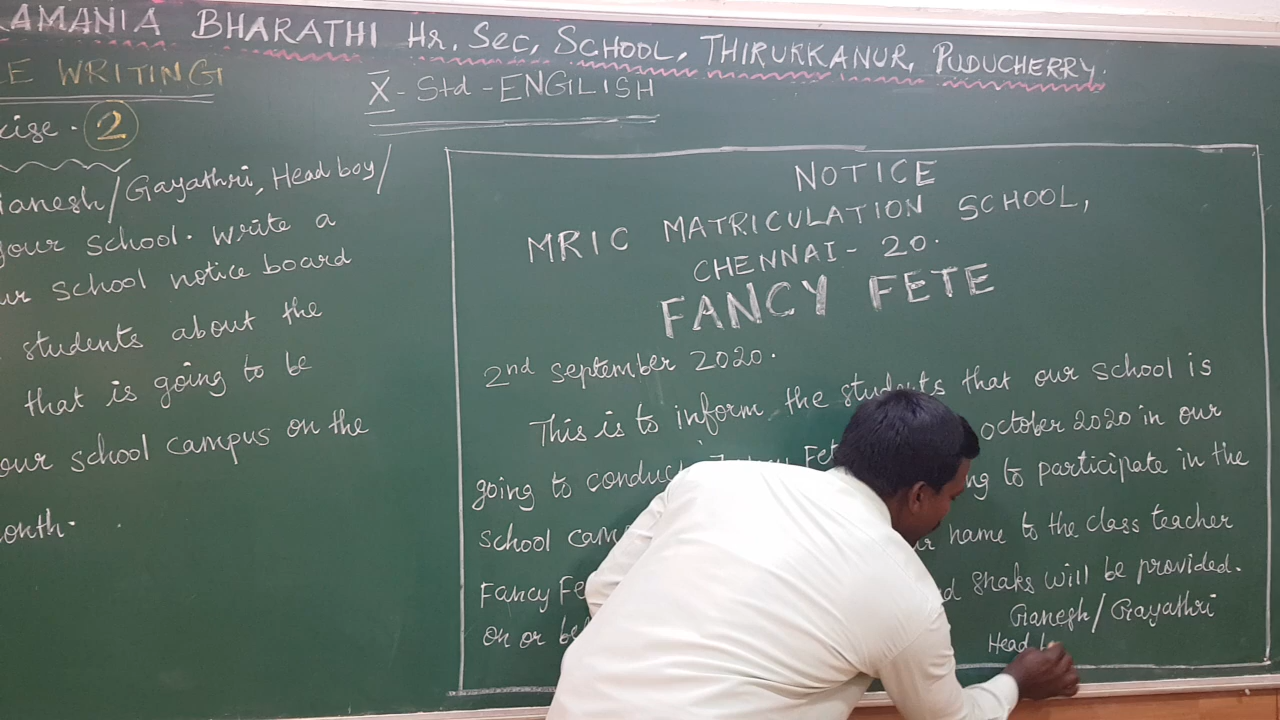 AMANIA BHARATHI Hr. Sec, SCHOOL, THIRUKKANUR, PUDUCHERRY.
E WRITING
X - Std - ENGLISH
cise. 2
Ganesh/Gayathri, Head boy/
your school. Write a
ur school notice board
students about the
that is going to be
our school campus on the
onth.
NOTICE
MRIC MATRICULATION SCHOOL,
CHENNAI - 20.
FANCY FETE
2nd September 2020.
This is to inform the students that our school is
going to conduct Fet october 2020 in our
school cam ng to participate in the
Fancy Fe ur name to the class teacher
on or be d snaks will be provided.
Ganesh/Gayathri
Head b